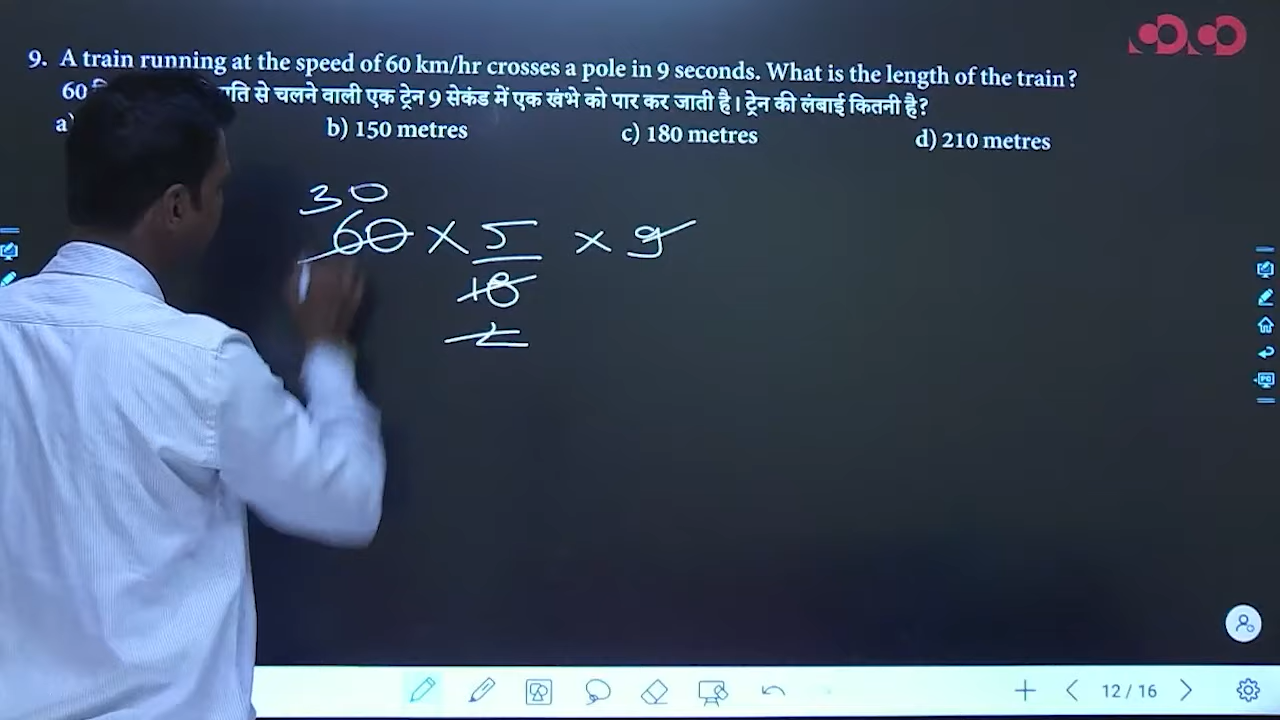 9. A train running at the speed of 60 km/hr crosses a pole in 9 seconds. What is the length of the train?
60 गति से चलने वाली एक ट्रेन 9 सेकंड में एक खंभे को पार कर जाती है। ट्रेन की लंबाई कितनी है?
a) b) 150 metres c) 180 metres d) 210 metres
30
60 × 5 × 9
18
2
12 / 16